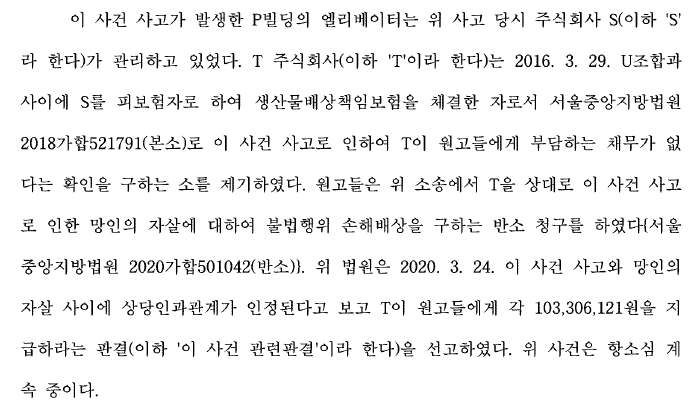 이 사건 사고가 발생한 P빌딩의 엘리베이터는 위 사고 당시 주식회사 S(이하 'S'
라 한다)가 관리하고 있었다. T 주식회사(이하 'T'이라 한다)는 2016. 3. 29. U조합과
사이에 S를 피보험자로 하여 생산물배상책임보험을 체결한 자로서 서울중앙지방법원
2018가합521791(본소)로 이 사건 사고로 인하여 T이 원고들에게 부담하는 채무가 없
다는 확인을 구하는 소를 제기하였다. 원고들은 위 소송에서 T을 상대로 이 사건 사고
로 인한 망인의 자살에 대하여 불법행위 손해배상을 구하는 반소 청구를 하였다{서울
중앙지방법원 2020가합501042(반소)}. 위 법원은 2020. 3. 24. 이 사건 사고와 망인의
자살 사이에 상당인과관계가 인정된다고 보고 T이 원고들에게 각 103,306,121원을 지
급하라는 판결(이하 '이 사건 관련판결'이라 한다)을 선고하였다. 위 사건은 항소심 계
속 중이다.